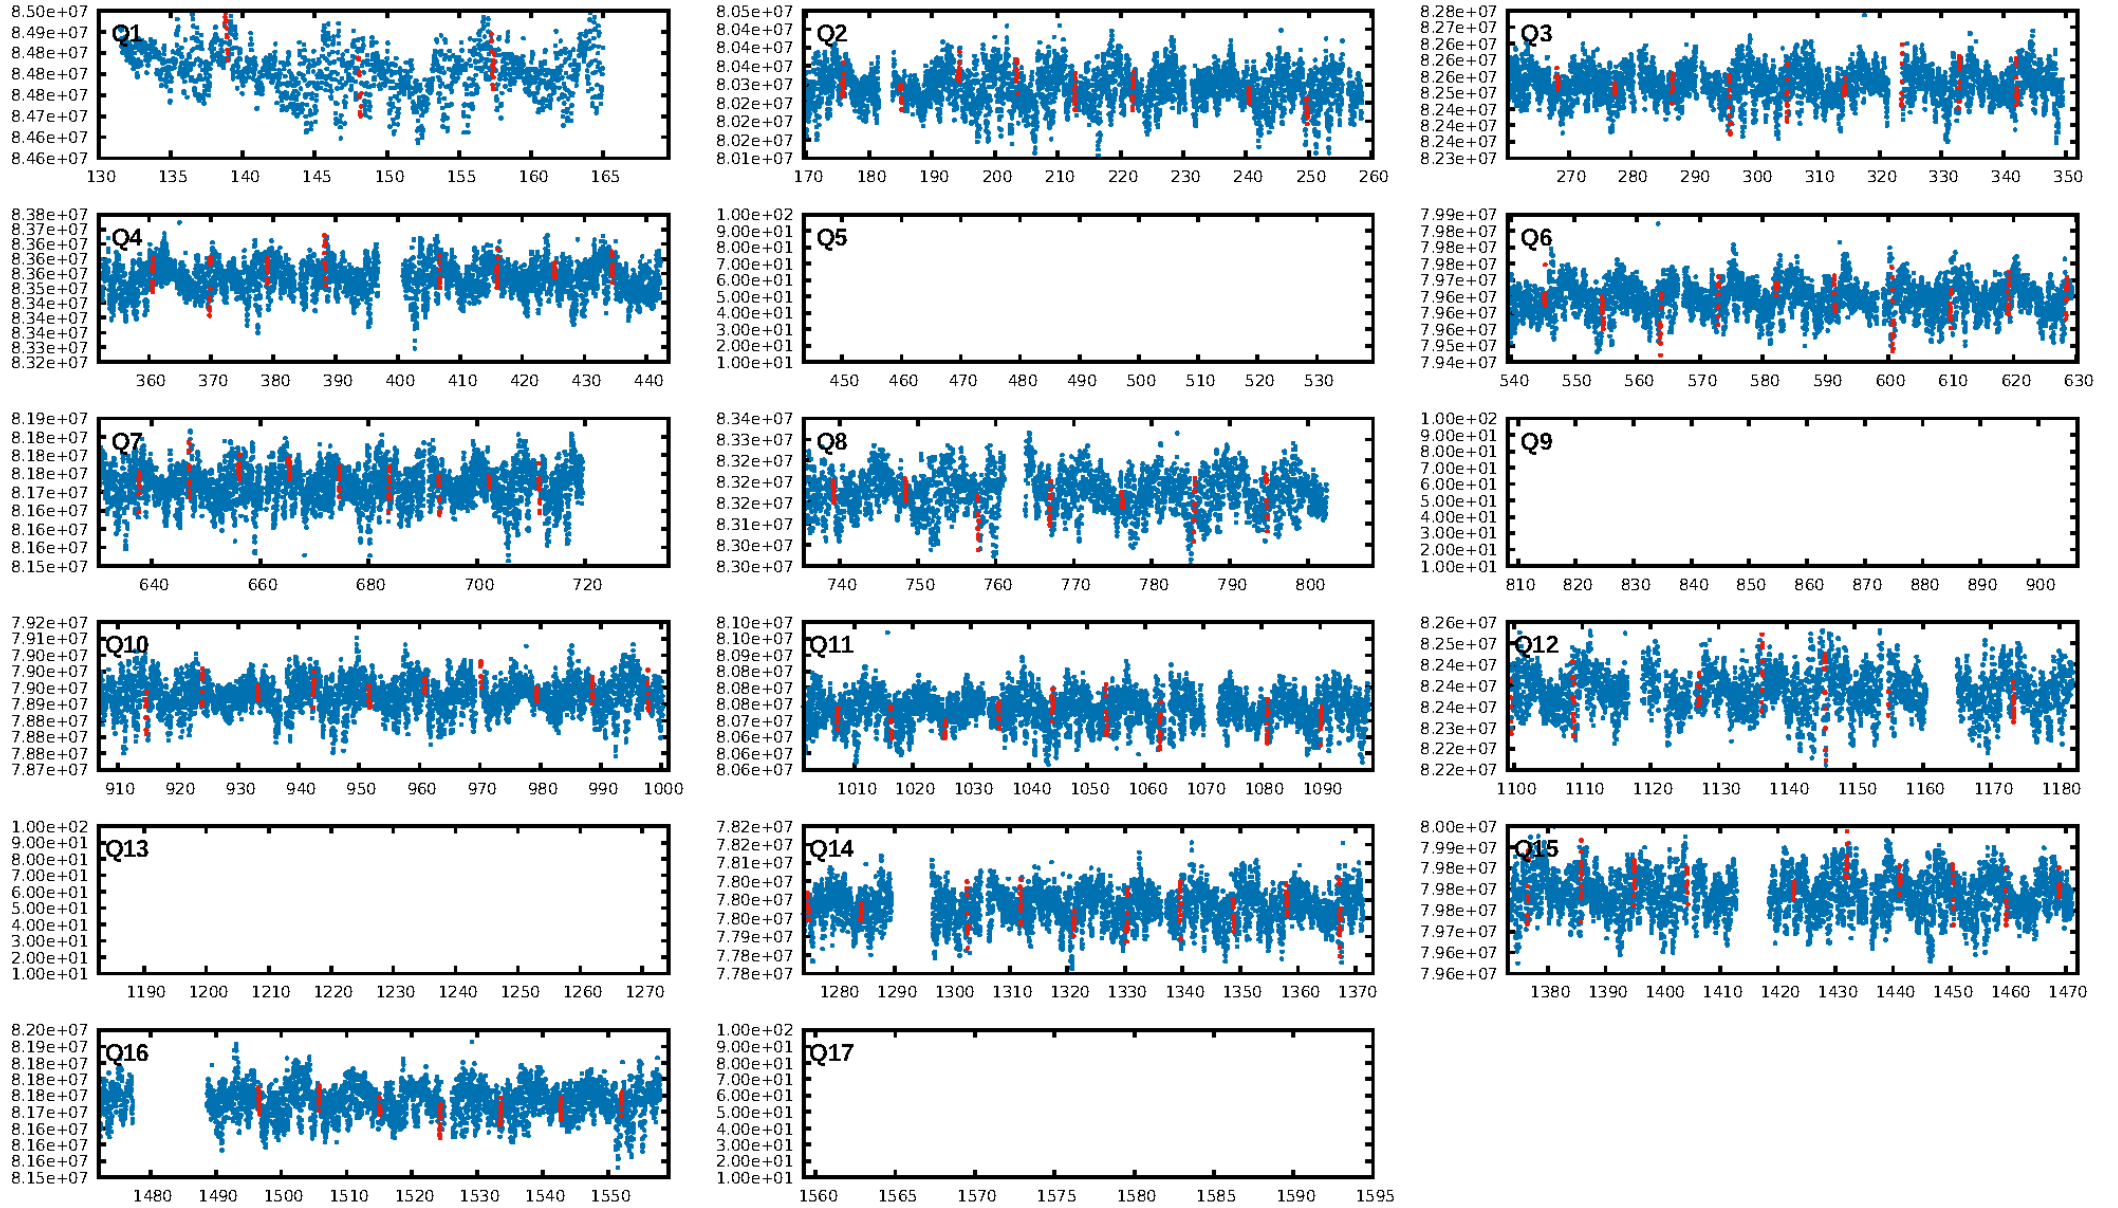 8.50e+07
8.49e+07
8.49e+07
8.48e+07
8.48e+07
8.47e+07
8.46e+07
8.46e+07
Q1
130 135 140 145 150 155 160 165
8.05e+07
8.04e+07
8.04e+07
8.04e+07
8.03e+07
8.02e+07
8.02e+07
8.02e+07
8.01e+07
Q2
170 180 190 200 210 220 230 240 250 260
8.28e+07
8.26e+07
8.26e+07
8.26e+07
8.25e+07
8.24e+07
8.24e+07
8.24e+07
8.23e+07
Q3
270 280 290 300 310 320 330 340 350
8.38e+07
8.37e+07
8.36e+07
8.36e+07
8.36e+07
8.35e+07
8.34e+07
8.34e+07
8.33e+07
8.32e+07
8.32e+07
Q4
360 370 380 390 400 410 420 430 440
1.00e+02
9.00e+01
8.00e+01
7.00e+01
6.00e+01
5.00e+01
4.00e+01
3.00e+01
2.00e+01
1.00e+01
Q5
450 460 470 480 490 500 510 520 530
7.99e+07
7.98e+07
7.98e+07
7.97e+07
7.96e+07
7.96e+07
7.96e+07
7.95e+07
7.94e+07
Q6
540 550 560 570 580 590 600 610 620 630
8.19e+07
8.18e+07
8.18e+07
8.18e+07
8.17e+07
8.16e+07
8.16e+07
8.16e+07
8.15e+07
Q7
640 660 680 700 720
8.34e+07
8.33e+07
8.32e+07
8.32e+07
8.32e+07
8.31e+07
8.30e+07
8.30e+07
Q8
740 750 760 770 780 790 800
1.00e+02
9.00e+01
8.00e+01
7.00e+01
6.00e+01
5.00e+01
4.00e+01
3.00e+01
2.00e+01
1.00e+01
Q9
810 820 830 840 850 860 870 880 890 900
7.92e+07
7.91e+07
7.90e+07
7.90e+07
7.90e+07
7.89e+07
7.88e+07
7.88e+07
7.88e+07
7.87e+07
Q10
910 920 930 940 950 960 970 980 990 1000
8.10e+07
8.10e+07
8.09e+07
8.08e+07
8.08e+07
8.07e+07
8.06e+07
8.06e+07
8.06e+07
Q11
1010 1020 1030 1040 1050 1060 1070 1080 1090
8.26e+07
8.25e+07
8.24e+07
8.24e+07
8.24e+07
8.23e+07
8.22e+07
8.22e+07
Q12
1100 1110 1120 1130 1140 1150 1160 1170 1180
1.00e+02
9.00e+01
8.00e+01
7.00e+01
6.00e+01
5.00e+01
4.00e+01
3.00e+01
2.00e+01
1.00e+01
Q13
1190 1200 1210 1220 1230 1240 1250 1260 1270
7.82e+07
7.82e+07
7.81e+07
7.80e+07
7.80e+07
7.80e+07
7.79e+07
7.78e+07
7.78e+07
Q14
1280 1290 1300 1310 1320 1330 1340 1350 1360 1370
8.00e+07
7.99e+07
7.98e+07
7.98e+07
7.98e+07
7.97e+07
7.96e+07
7.96e+07
Q15
1380 1390 1400 1410 1420 1430 1440 1450 1460 1470
8.20e+07
8.19e+07
8.18e+07
8.18e+07
8.18e+07
8.17e+07
8.16e+07
8.16e+07
8.16e+07
8.15e+07
Q16
1480 1490 1500 1510 1520 1530 1540 1550
1.00e+02
9.00e+01
8.00e+01
7.00e+01
6.00e+01
5.00e+01
4.00e+01
3.00e+01
2.00e+01
1.00e+01
Q17
1560 1565 1570 1575 1580 1585 1590 1595